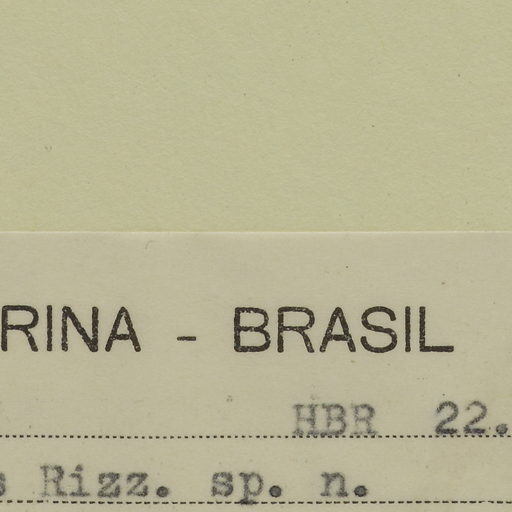 RINA - BRASIL
HBR 22.
s Rizz. sp. n.